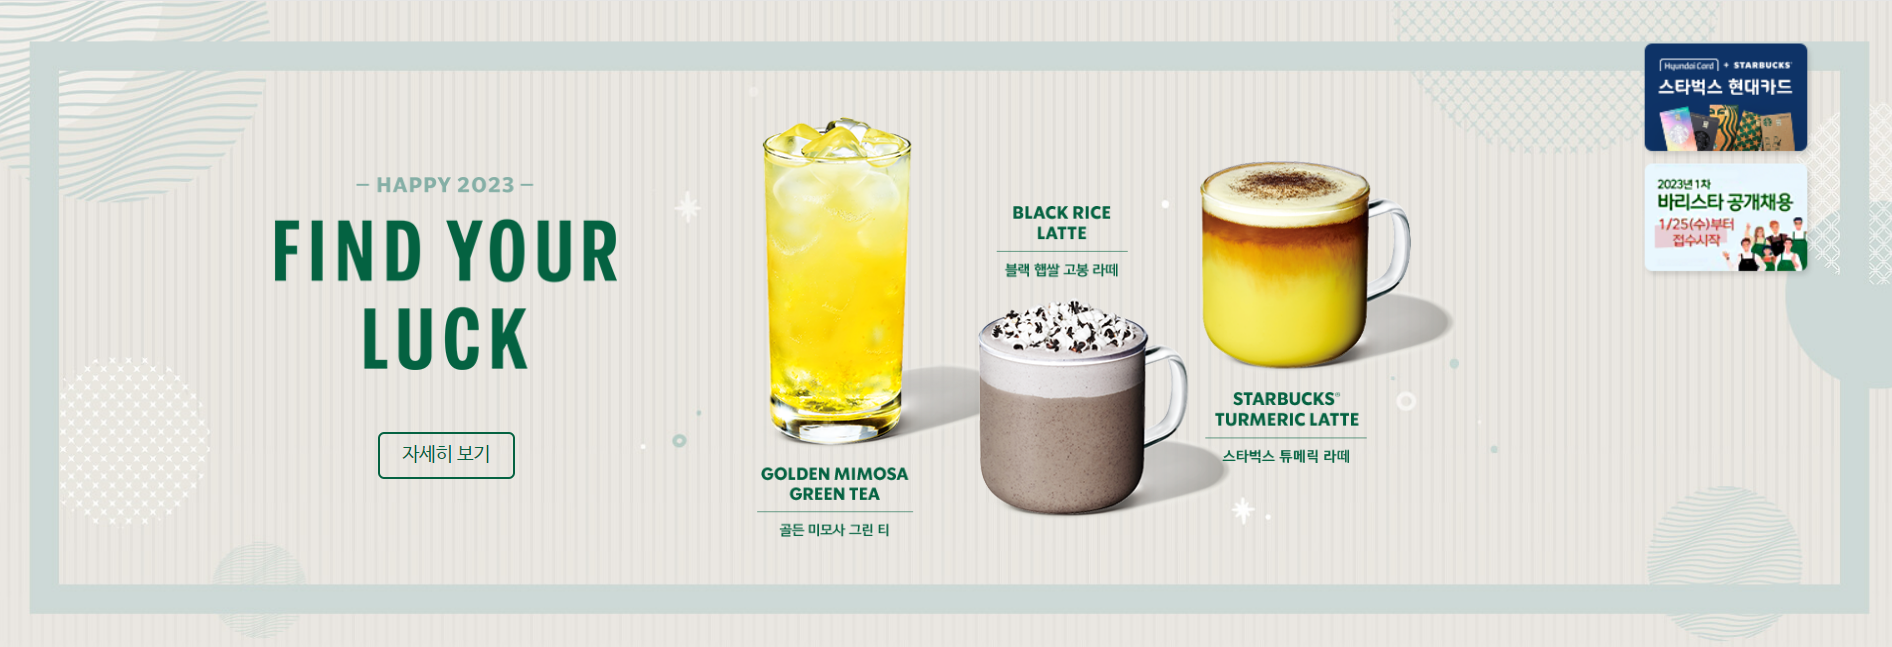 HAPPY 2023
FIND YOUR
LUCK
자세히 보기
GOLDEN MIMOSA
GREEN TEA
골든 미모사 그린 티
BLACK RICE
LATTE
블랙 햅쌀 고봉 라떼
STARBUCKS®
TURMERIC LATTE
스타벅스 튜메릭 라떼
Hyundai Card + STARBUCKS
스타벅스 현대카드
2023년 1차
바리스타 공개채용
1/25(수)부터
접수시작